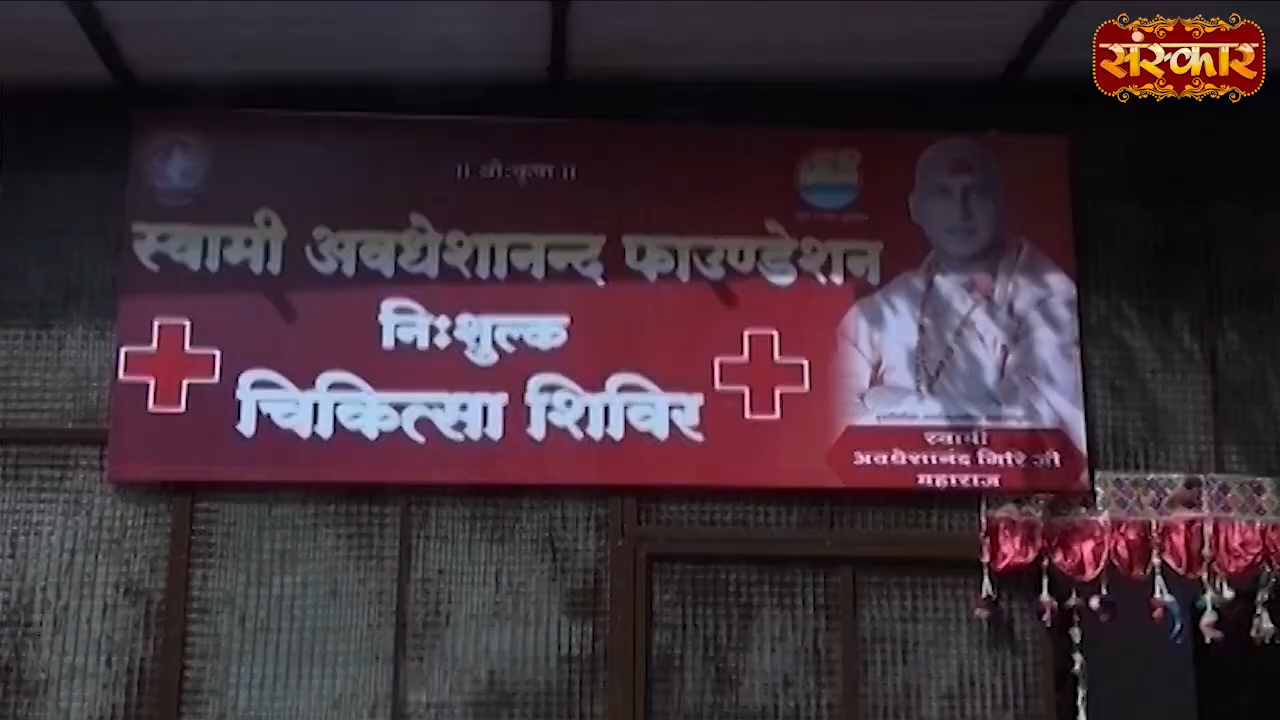 संस्कार
स्वामी अवधेशानन्द फाउण्डेशन
निःशुल्क
चिकित्सा शिविर
स्वामी
अवधेशानंद गिरि जी
महाराज